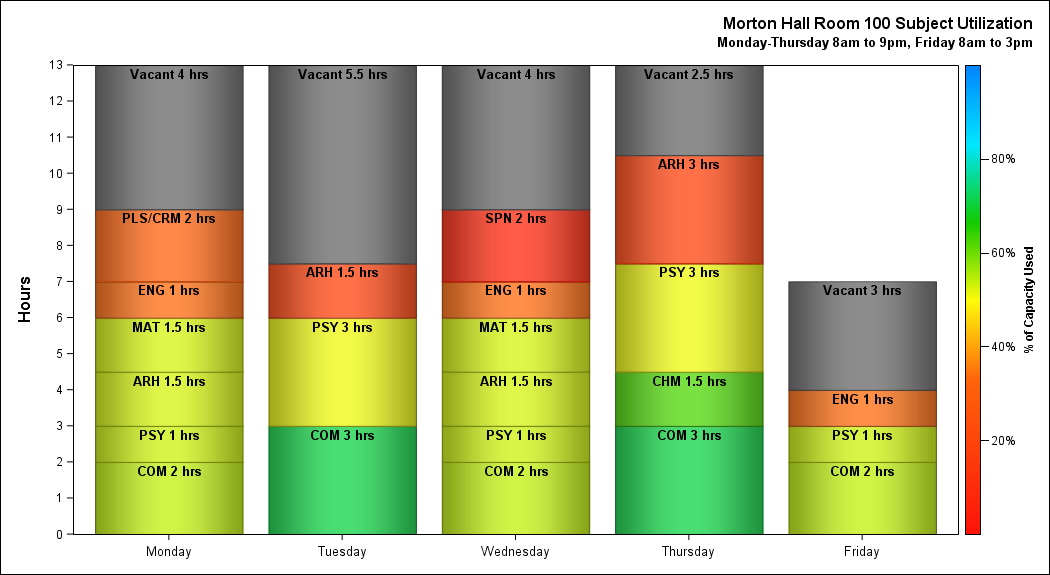 Morton Hall Room 100 Subject Utilization
Monday-Thursday 8am to 9pm, Friday 8am to 3pm
Hours
13
12
11
10
9
8
7
6
5
4
3
2
1
0
Vacant 4 hrs
PLS/CRM 2 hrs
ENG 1 hrs
MAT 1.5 hrs
ARH 1.5 hrs
PSY 1 hrs
COM 2 hrs
Vacant 5.5 hrs
ARH 1.5 hrs
PSY 3 hrs
COM 3 hrs
Vacant 4 hrs
SPN 2 hrs
ENG 1 hrs
MAT 1.5 hrs
ARH 1.5 hrs
PSY 1 hrs
COM 2 hrs
Vacant 2.5 hrs
ARH 3 hrs
PSY 3 hrs
CHM 1.5 hrs
COM 3 hrs
Vacant 3 hrs
ENG 1 hrs
PSY 1 hrs
COM 2 hrs
Monday
Tuesday
Wednesday
Thursday
Friday
80%
60%
40%
20%
% of Capacity Used